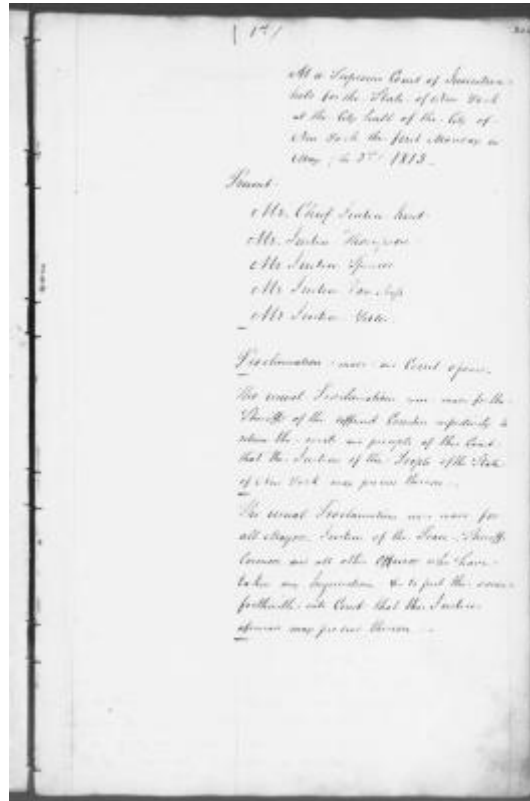 (1st)
At a Supreme Court of Judicature
held for the State of New York
at the City Hall of the City of
New York the first Monday in
May, the 3rd 1813
Present
Mr. Chief Justice Kent
Mr. Justice Thompson
Mr Justice Spencer
Mr Justice Van Ness
Mr Justice Yates
Proclamation made and Court opened
The usual Proclamation was made for the
Sheriffs of the different Counties respectively to
return the writs and precepts of this Court
that the Justices of the People of the State
of New York may proceed thereon
The usual Proclamation was made for
all Mayors Justices of the Peace, Sheriffs
Coroners and all other Officers who have
taken any Inquisitions to put the same
forthwith into Court that the Justices
may proceed thereon